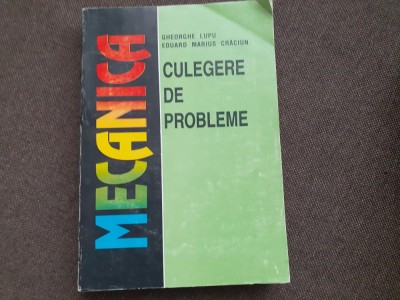 GHEORGHE LUPU
EDUARD MARIUS CRĂCIUN
CULEGERE
DE
PROBLEME
MECANICA